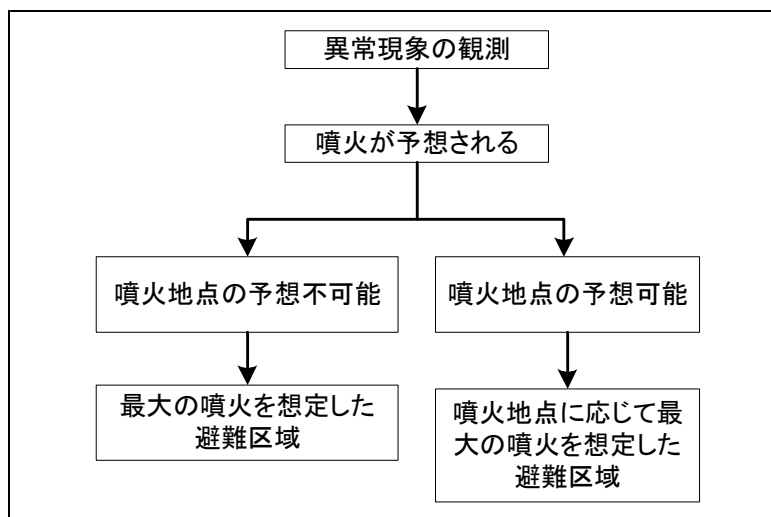 異常現象の観測
噴火が予想される
噴火地点の予想不可能
噴火地点の予想可能
最大の噴火を想定した
避難区域
噴火地点に応じて最
大の噴火を想定した
避難区域